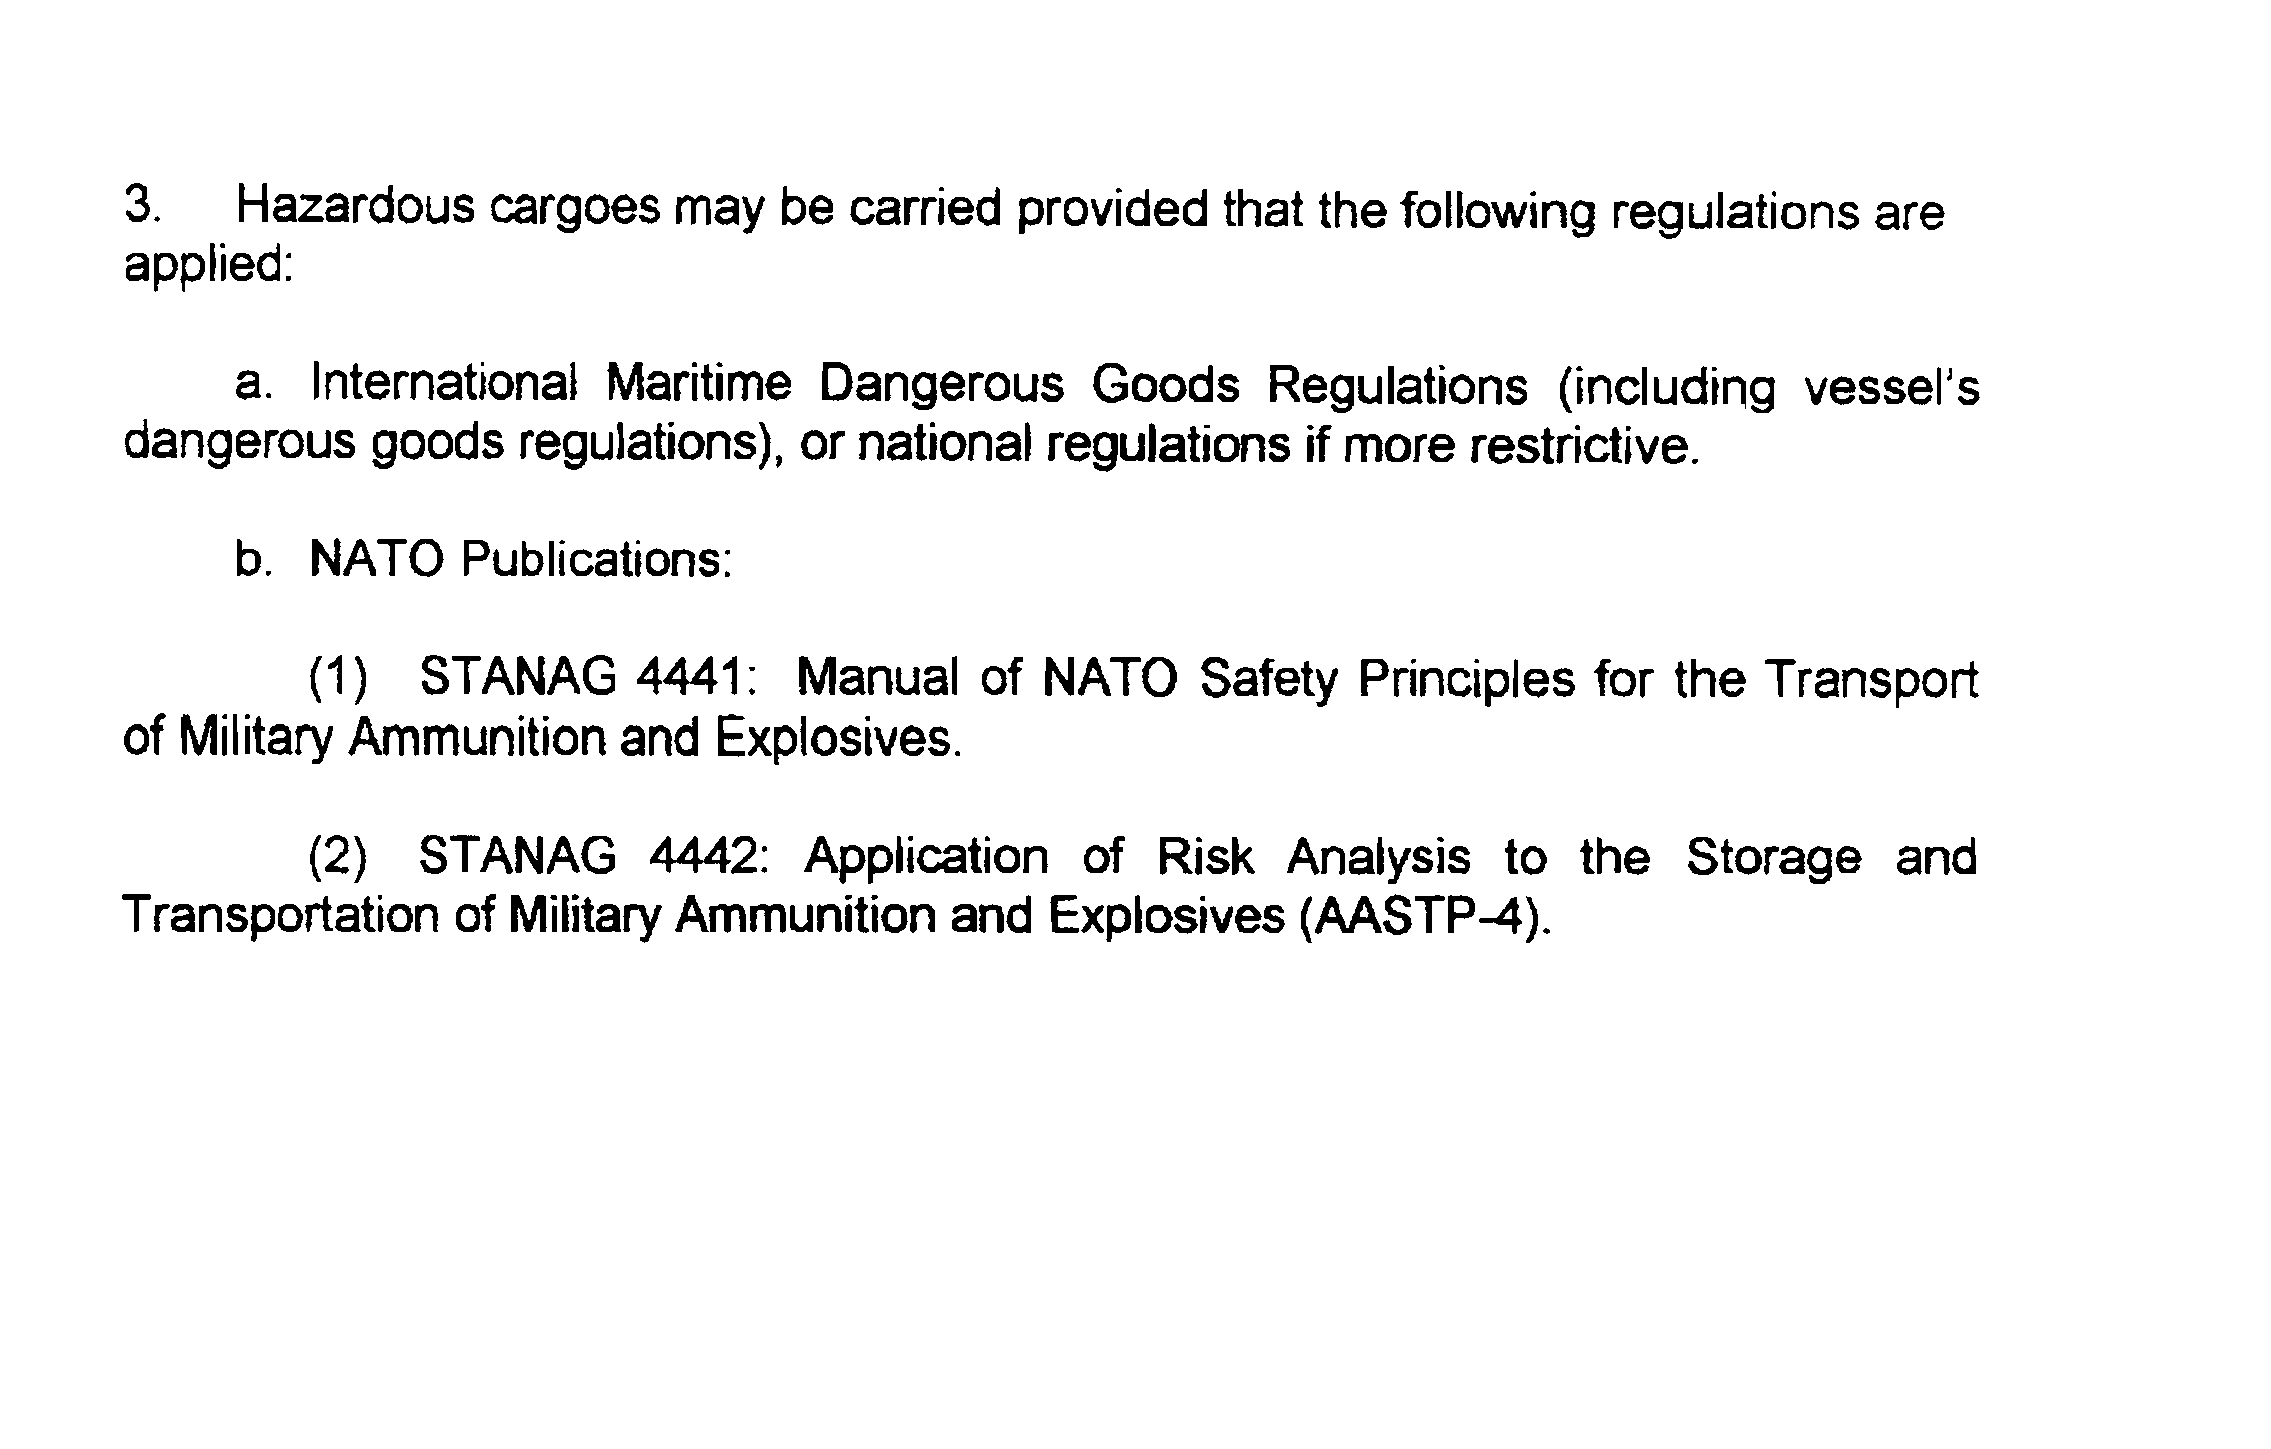 3. Hazardous cargoes may be carried provided that the following regulations are
applied:
a. International Maritime Dangerous Goods Regulations (including vessel's
dangerous goods regulations), or national regulations if more restrictive.
b. NATO Publications:
(1) STANAG 4441: Manual of NATO Safety Principles for the Transport
of Military Ammunition and Explosives.
(2) STANAG 4442: Application of Risk Analysis to the Storage and
Transportation of Military Ammunition and Explosives (AASTP-4).